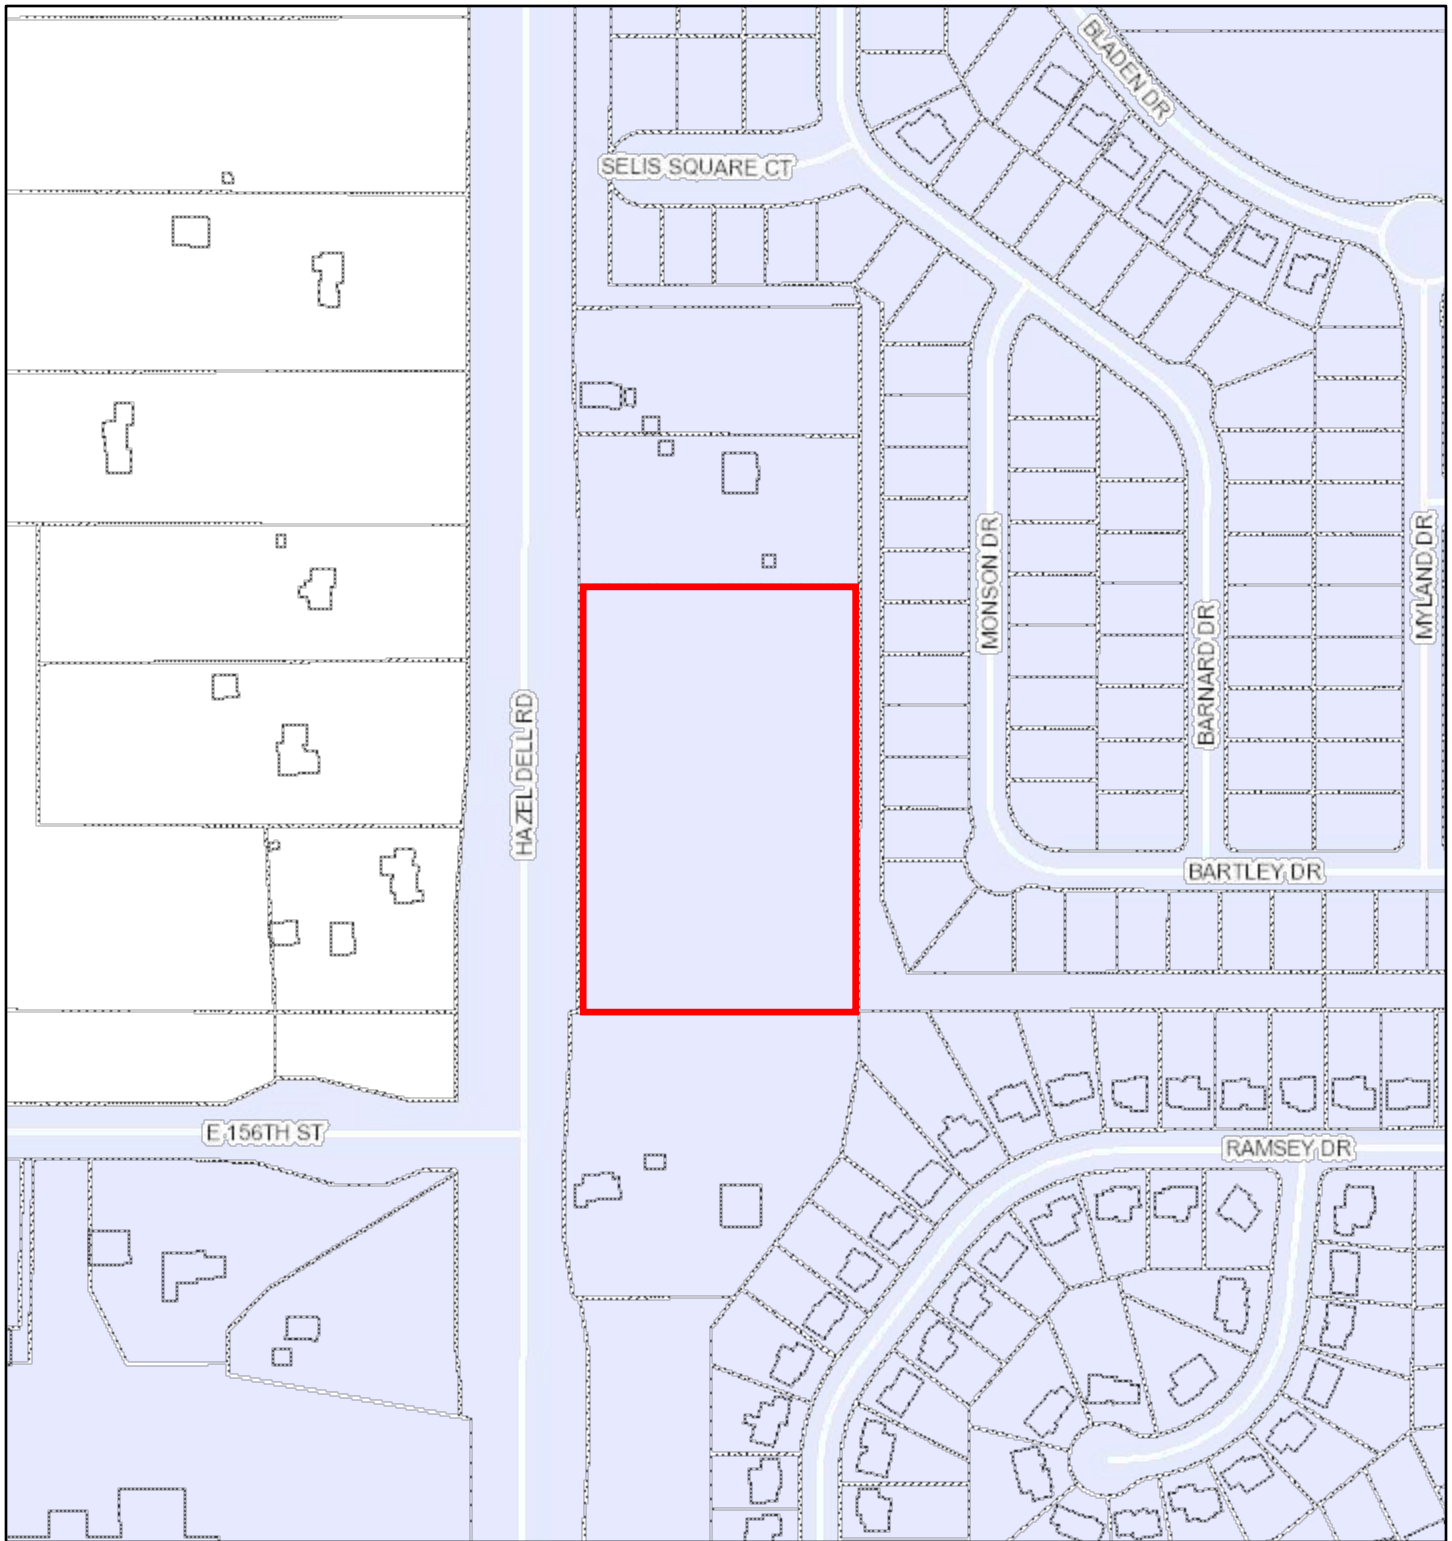 BLADEN DR
SELIS SQUARE CT
MONSON DR
MYLAND DR
BARNARD DR
HAZEL DELL RD
BARTLEY DR
E 156TH ST
RAMSEY DR